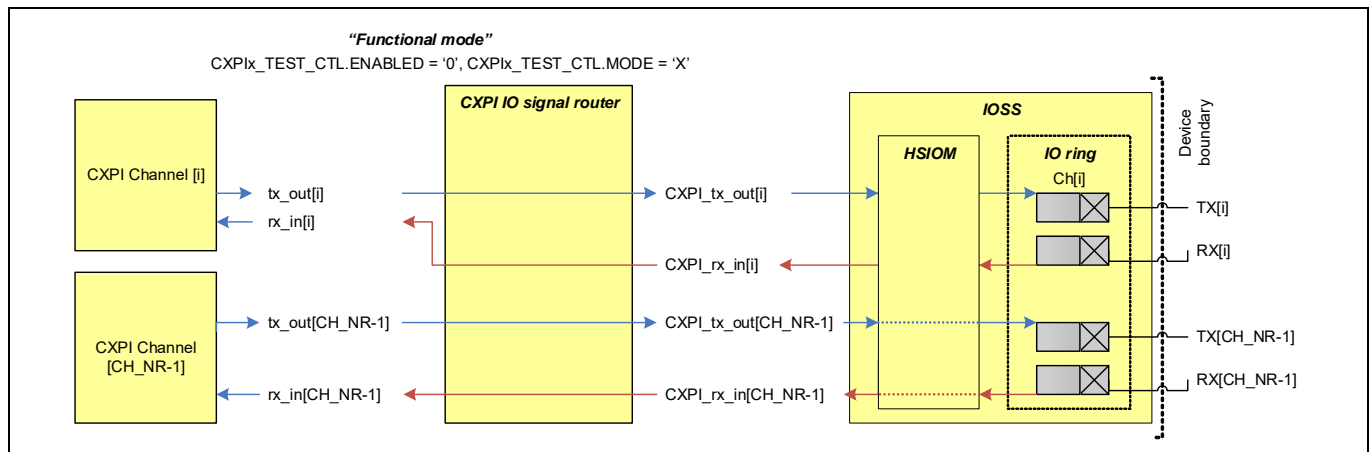 “Functional mode”
CXPIx_TEST_CTL.ENABLED = ‘0’, CXPIx_TEST_CTL.MODE = ‘X’
CXPI IO signal router
IOSS
Device
boundary
HSIOM
IO ring
Ch[i]
CXPI Channel [i]
tx_out[i]
CXPI_tx_out[i]
TX[i]
rx_in[i]
CXPI_rx_in[i]
RX[i]
CXPI Channel
[CH_NR-1]
tx_out[CH_NR-1]
CXPI_tx_out[CH_NR-1]
TX[CH_NR-1]
rx_in[CH_NR-1]
CXPI_rx_in[CH_NR-1]
RX[CH_NR-1]